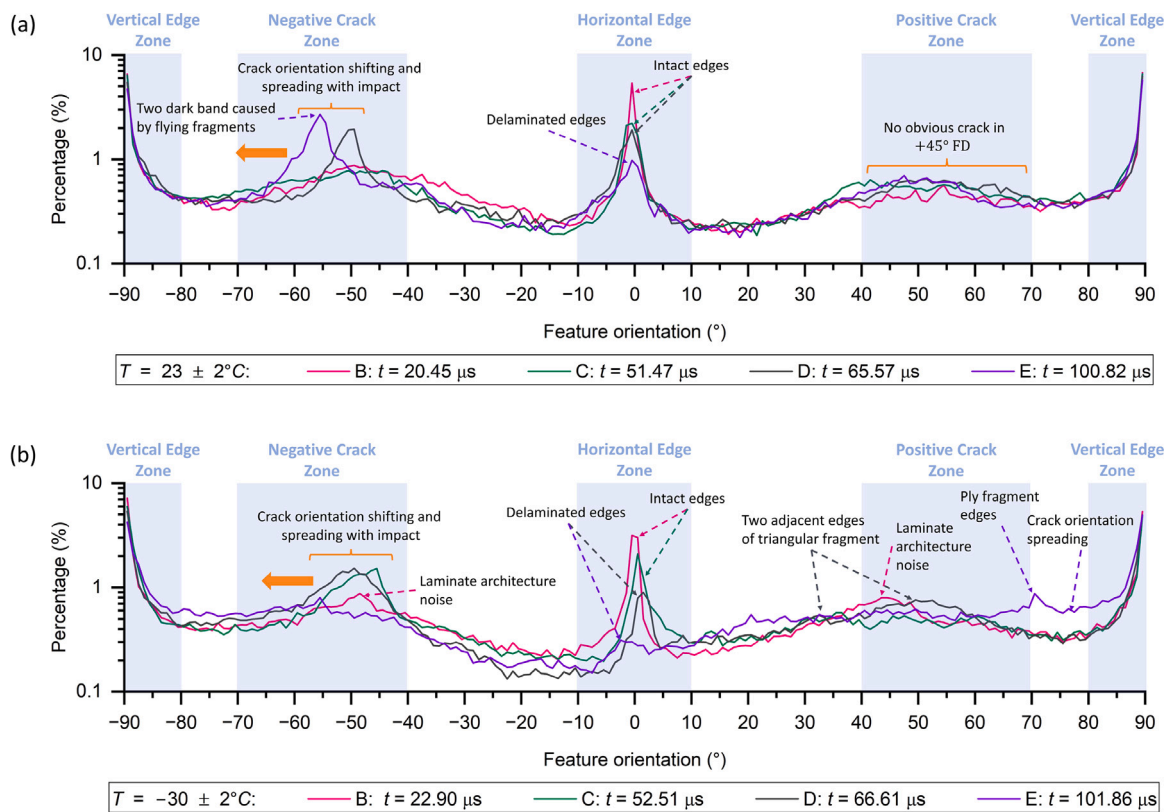 (a)
Vertical Edge
Zone
Negative Crack
Zone
Horizontal Edge
Zone
Positive Crack
Zone
Vertical Edge
Zone
Percentage (%)
10
1
0.1
Crack orientation shifting and
spreading with impact
Two dark band caused
by flying fragments
Intact edges
Delaminated edges
No obvious crack in
+45° FD
−90 −80 −70 −60 −50 −40 −30 −20 −10 0 10 20 30 40 50 60 70 80 90
Feature orientation (°)
T = 23 ± 2°C: B: t = 20.45 μs C: t = 51.47 μs D: t = 65.57 μs E: t = 100.82 μs
(b)
Vertical Edge
Zone
Negative Crack
Zone
Horizontal Edge
Zone
Positive Crack
Zone
Vertical Edge
Zone
Percentage (%)
10
1
0.1
Crack orientation shifting and
spreading with impact
Laminate architecture
noise
Delaminated edges
Intact edges
Two adjacent edges
of triangular fragment
Laminate
architecture
noise
Ply fragment
edges
Crack orientation
spreading
−90 −80 −70 −60 −50 −40 −30 −20 −10 0 10 20 30 40 50 60 70 80 90
Feature orientation (°)
T = −30 ± 2°C: B: t = 22.90 μs C: t = 52.51 μs D: t = 66.61 μs E: t = 101.86 μs